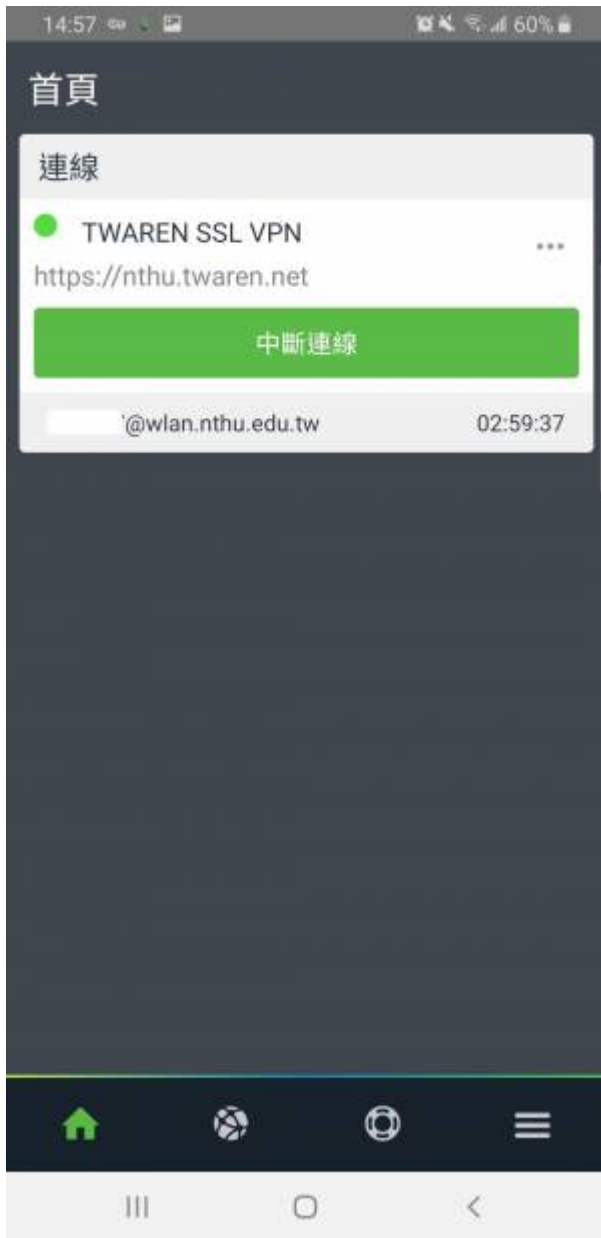 14:57 60%
首頁
連線
TWAREN SSL VPN
https://nthu.twaren.net
中斷連線
'@wlan.nthu.edu.tw 02:59:37